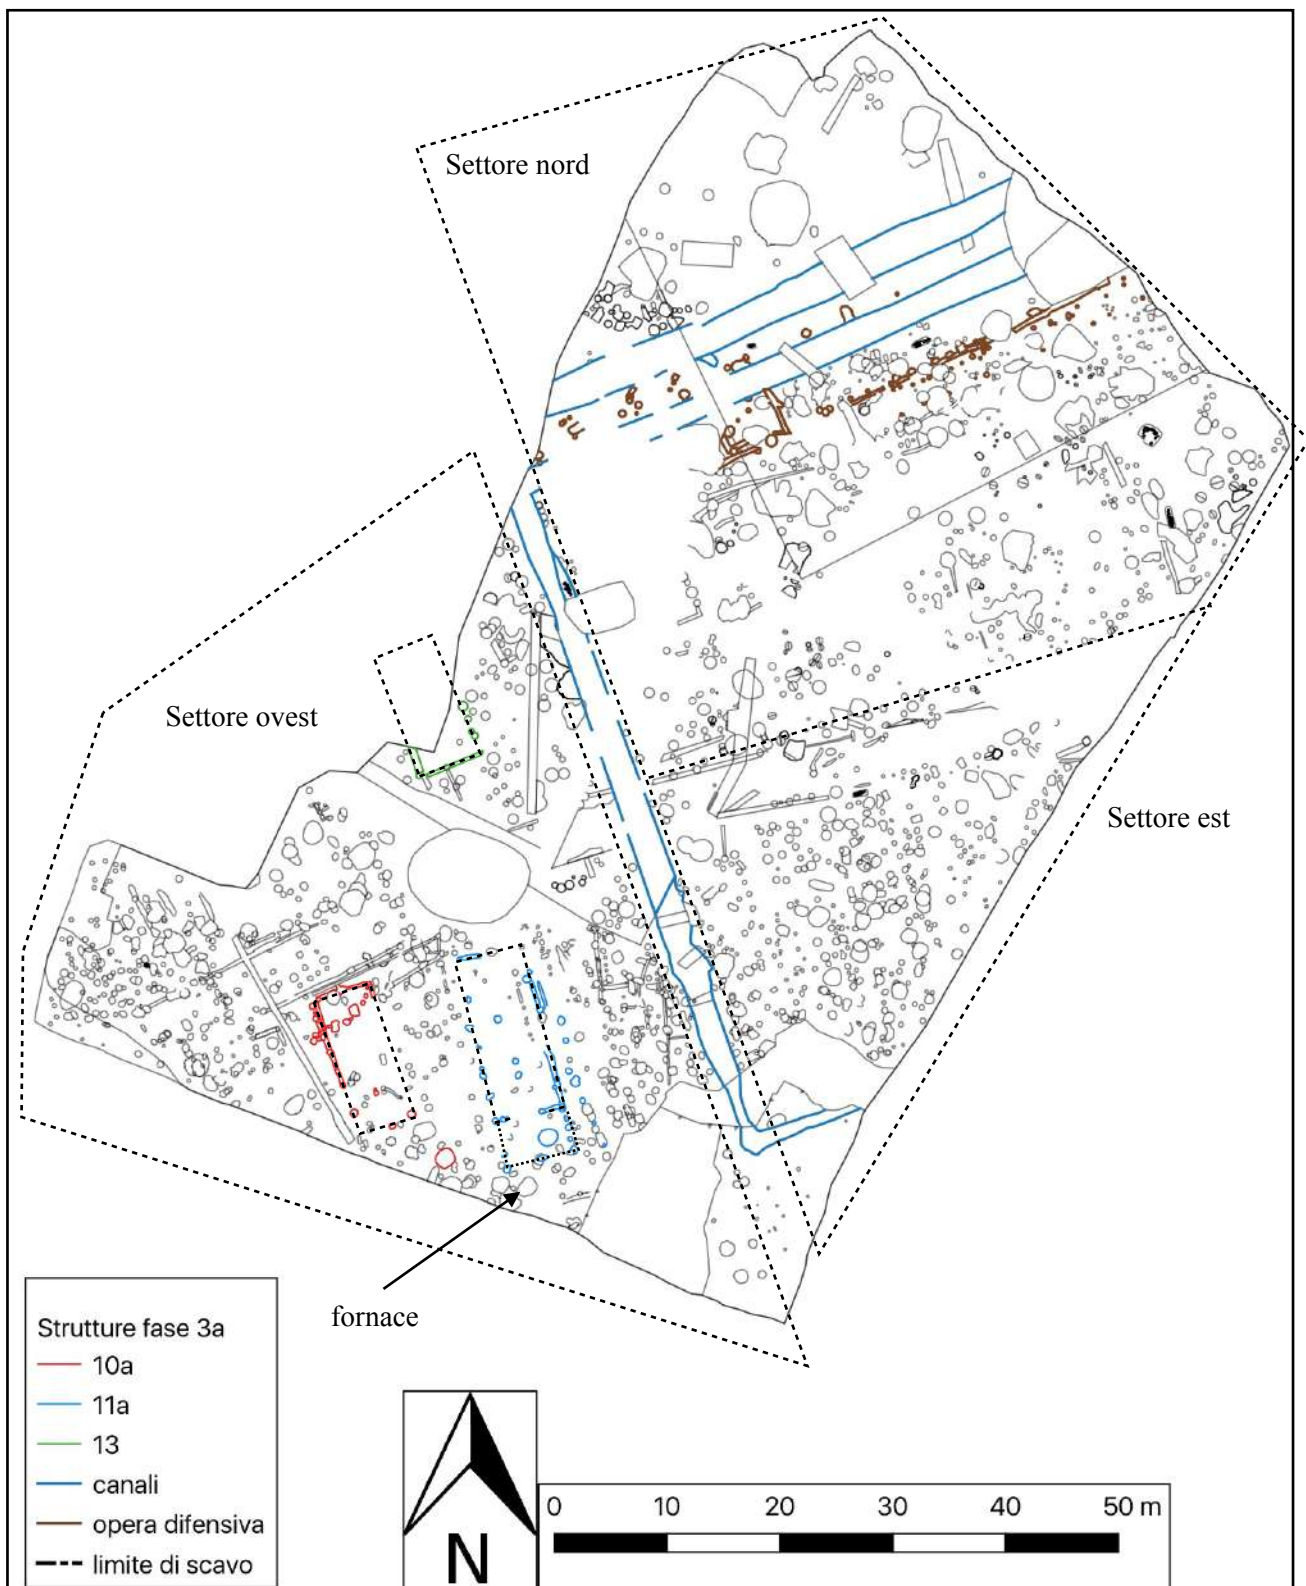 Settore nord
Settore ovest
Settore est
fornace
Strutture fase 3a
10a
11a
13
canali
opera difensiva
limite di scavo
N
0 10 20 30 40 50 m